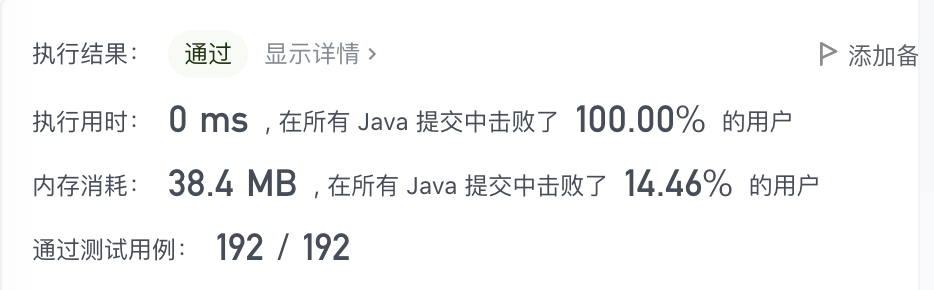 执行结果： 通过 显示详情 > 添加备
执行用时： 0 ms , 在所有 Java 提交中击败了 100.00% 的用户
内存消耗： 38.4 MB , 在所有 Java 提交中击败了 14.46% 的用户
通过测试用例： 192 / 192